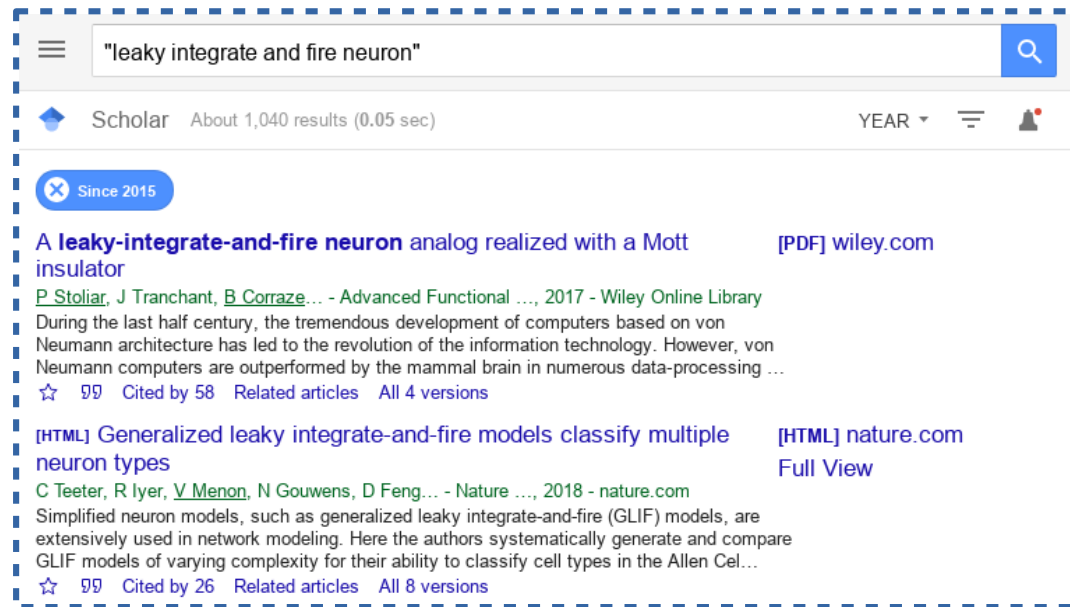 "leaky integrate and fire neuron"
Scholar About 1,040 results (0.05 sec) YEAR
Since 2015
A leaky-integrate-and-fire neuron analog realized with a Mott [PDF] wiley.com
insulator
P Stoliar, J Tranchant, B Corraze… - Advanced Functional …, 2017 - Wiley Online Library
During the last half century, the tremendous development of computers based on von
Neumann architecture has led to the revolution of the information technology. However, von
Neumann computers are outperformed by the mammal brain in numerous data-processing …
Cited by 58 Related articles All 4 versions
[HTML] Generalized leaky integrate-and-fire models classify multiple [HTML] nature.com
neuron types Full View
C Teeter, R Iyer, V Menon, N Gouwens, D Feng… - Nature …, 2018 - nature.com
Simplified neuron models, such as generalized leaky integrate-and-fire (GLIF) models, are
extensively used in network modeling. Here the authors systematically generate and compare
GLIF models of varying complexity for their ability to classify cell types in the Allen Cel…
Cited by 26 Related articles All 8 versions